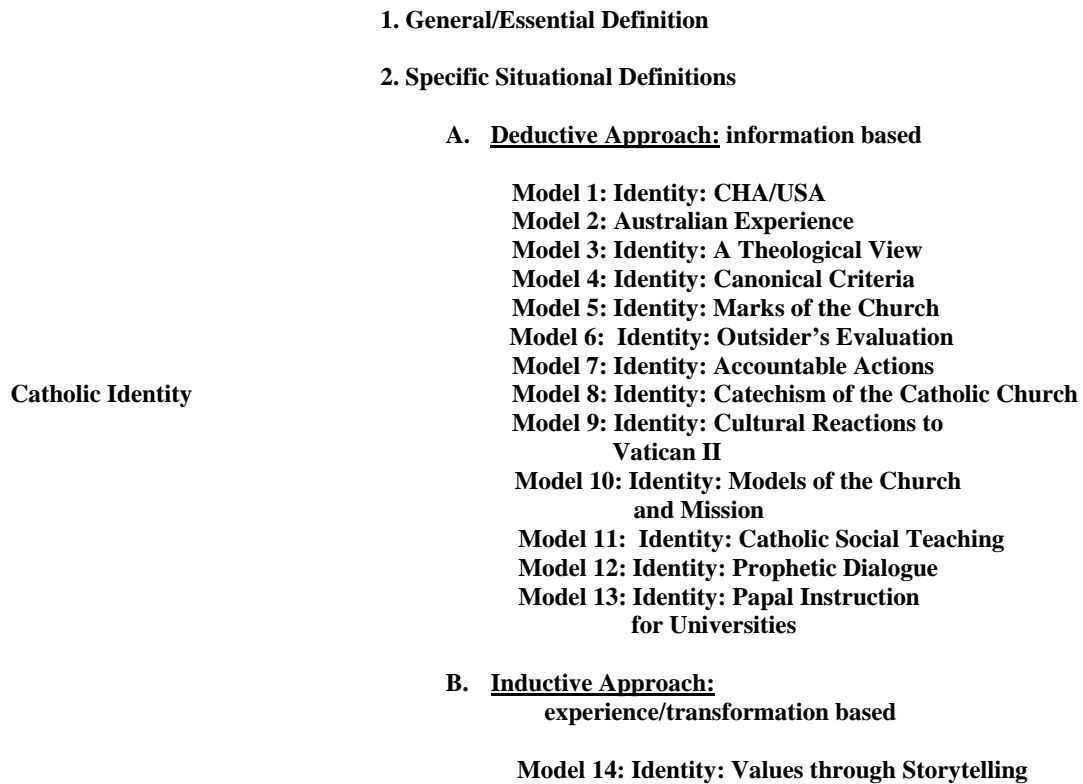 1. General/Essential Definition
2. Specific Situational Definitions
A. Deductive Approach: information based
Model 1: Identity: CHA/USA
Model 2: Australian Experience
Model 3: Identity: A Theological View
Model 4: Identity: Canonical Criteria
Model 5: Identity: Marks of the Church
Model 6: Identity: Outsider's Evaluation
Model 7: Identity: Accountable Actions
Catholic Identity
Model 8: Identity: Catechism of the Catholic Church
Model 9: Identity: Cultural Reactions to
Vatican II
Model 10: Identity: Models of the Church
and Mission
Model 11: Identity: Catholic Social Teaching
Model 12: Identity: Prophetic Dialogue
Model 13: Identity: Papal Instruction
for Universities
B. Inductive Approach:
experience/transformation based
Model 14: Identity: Values through Storytelling